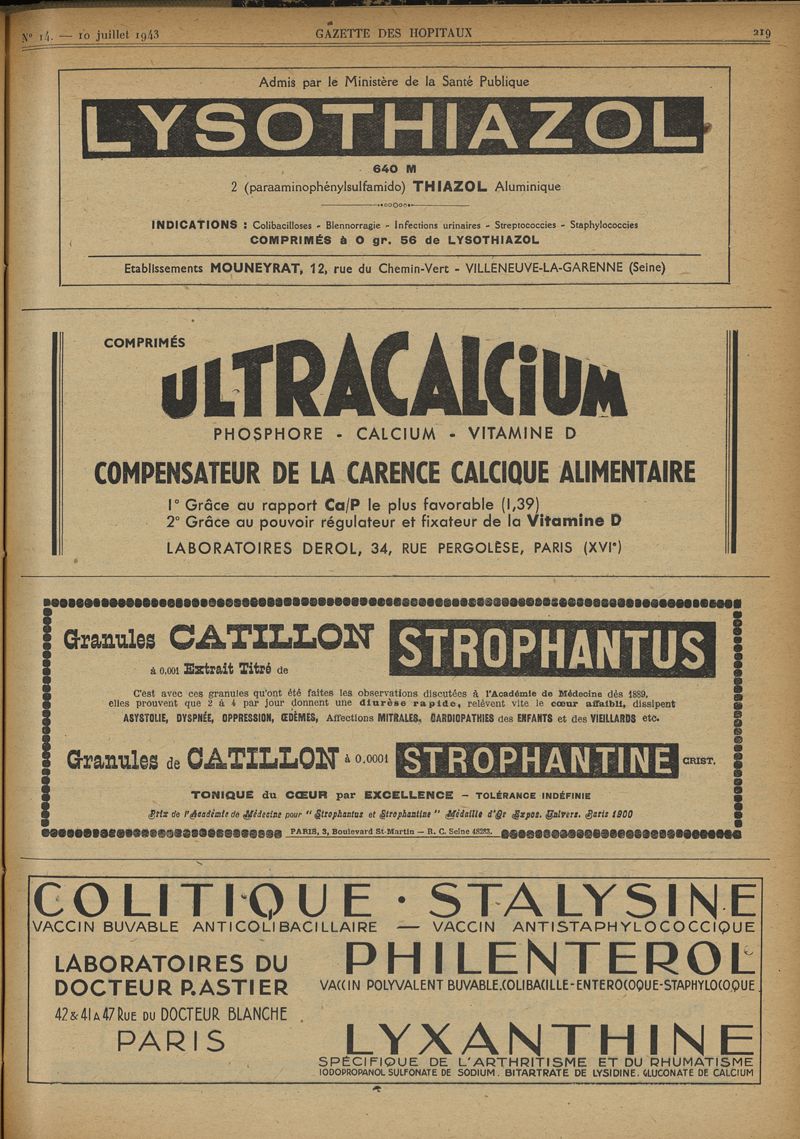 Nº 14. — 10 juillet 1943
GAZETTE DES HOPITAUX
219
Admis par le Ministère de la Santé Publique
LYSOTHIAZOL
640 M
2 (paraaminophénylsulfamido) THIAZOL Aluminique
INDICATIONS : Colibacilloses - Blennorragie - Infections urinaires - Streptococcies - Staphylococcies
COMPRIMÉS à 0 gr. 56 de LYSOTHIAZOL
Etablissements MOUNEYRAT, 12, rue du Chemin-Vert - VILLENEUVE-LA-GARENNE (Seine)
COMPRIMÉS
ULTRACALCiUM
PHOSPHORE - CALCIUM - VITAMINE D
COMPENSATEUR DE LA CARENCE CALCIQUE ALIMENTAIRE
1° Grâce au rapport Ca/P le plus favorable (1,39)
2° Grâce au pouvoir régulateur et fixateur de la Vitamine D
LABORATOIRES DEROL, 34, RUE PERGOLÈSE, PARIS (XVIe)
Granules CATILLON STROPHANTUS
à 0,001 Extrait Titré de
C'est avec ces granules qu'ont été faites les observations discutées à l'Académie de Médecine dès 1889,
elles prouvent que 2 à 4 par jour donnent une diurèse rapide, relèvent vite le cœur affaibli, dissipent
ASYSTOLIE, DYSPNÉE, OPPRESSION, ŒDÈMES, Affections MITRALES, CARDIOPATHIES des ENFANTS et des VIEILLARDS etc.
Granules de CATILLON à 0,0001 STROPHANTINE CRIST.
TONIQUE du CŒUR par EXCELLENCE - TOLÉRANCE INDÉFINIE
Prix de l'Académie de Médecine pour " Strophantus et Strophantine " Médaille d'Or Expos. Univers. Paris 1900
PARIS, 3, Boulevard St-Martin — R. C. Seine 48283.
COLITIQUE · STALYSINE
VACCIN BUVABLE ANTICOLIBACILLAIRE — VACCIN ANTISTAPHYLOCOCCIQUE
LABORATOIRES DU
DOCTEUR P. ASTIER
42 & 41 A 47 RUE DU DOCTEUR BLANCHE
PARIS
PHILENTEROL
VACCIN POLYVALENT BUVABLE.COLIBACILLE-ENTEROCOQUE-STAPHYLOCOQUE
LYXANTHINE
SPÉCIFIQUE DE L'ARTHRITISME ET DU RHUMATISME
IODOPROPANOL SULFONATE DE SODIUM. BITARTRATE DE LYSIDINE. GLUCONATE DE CALCIUM